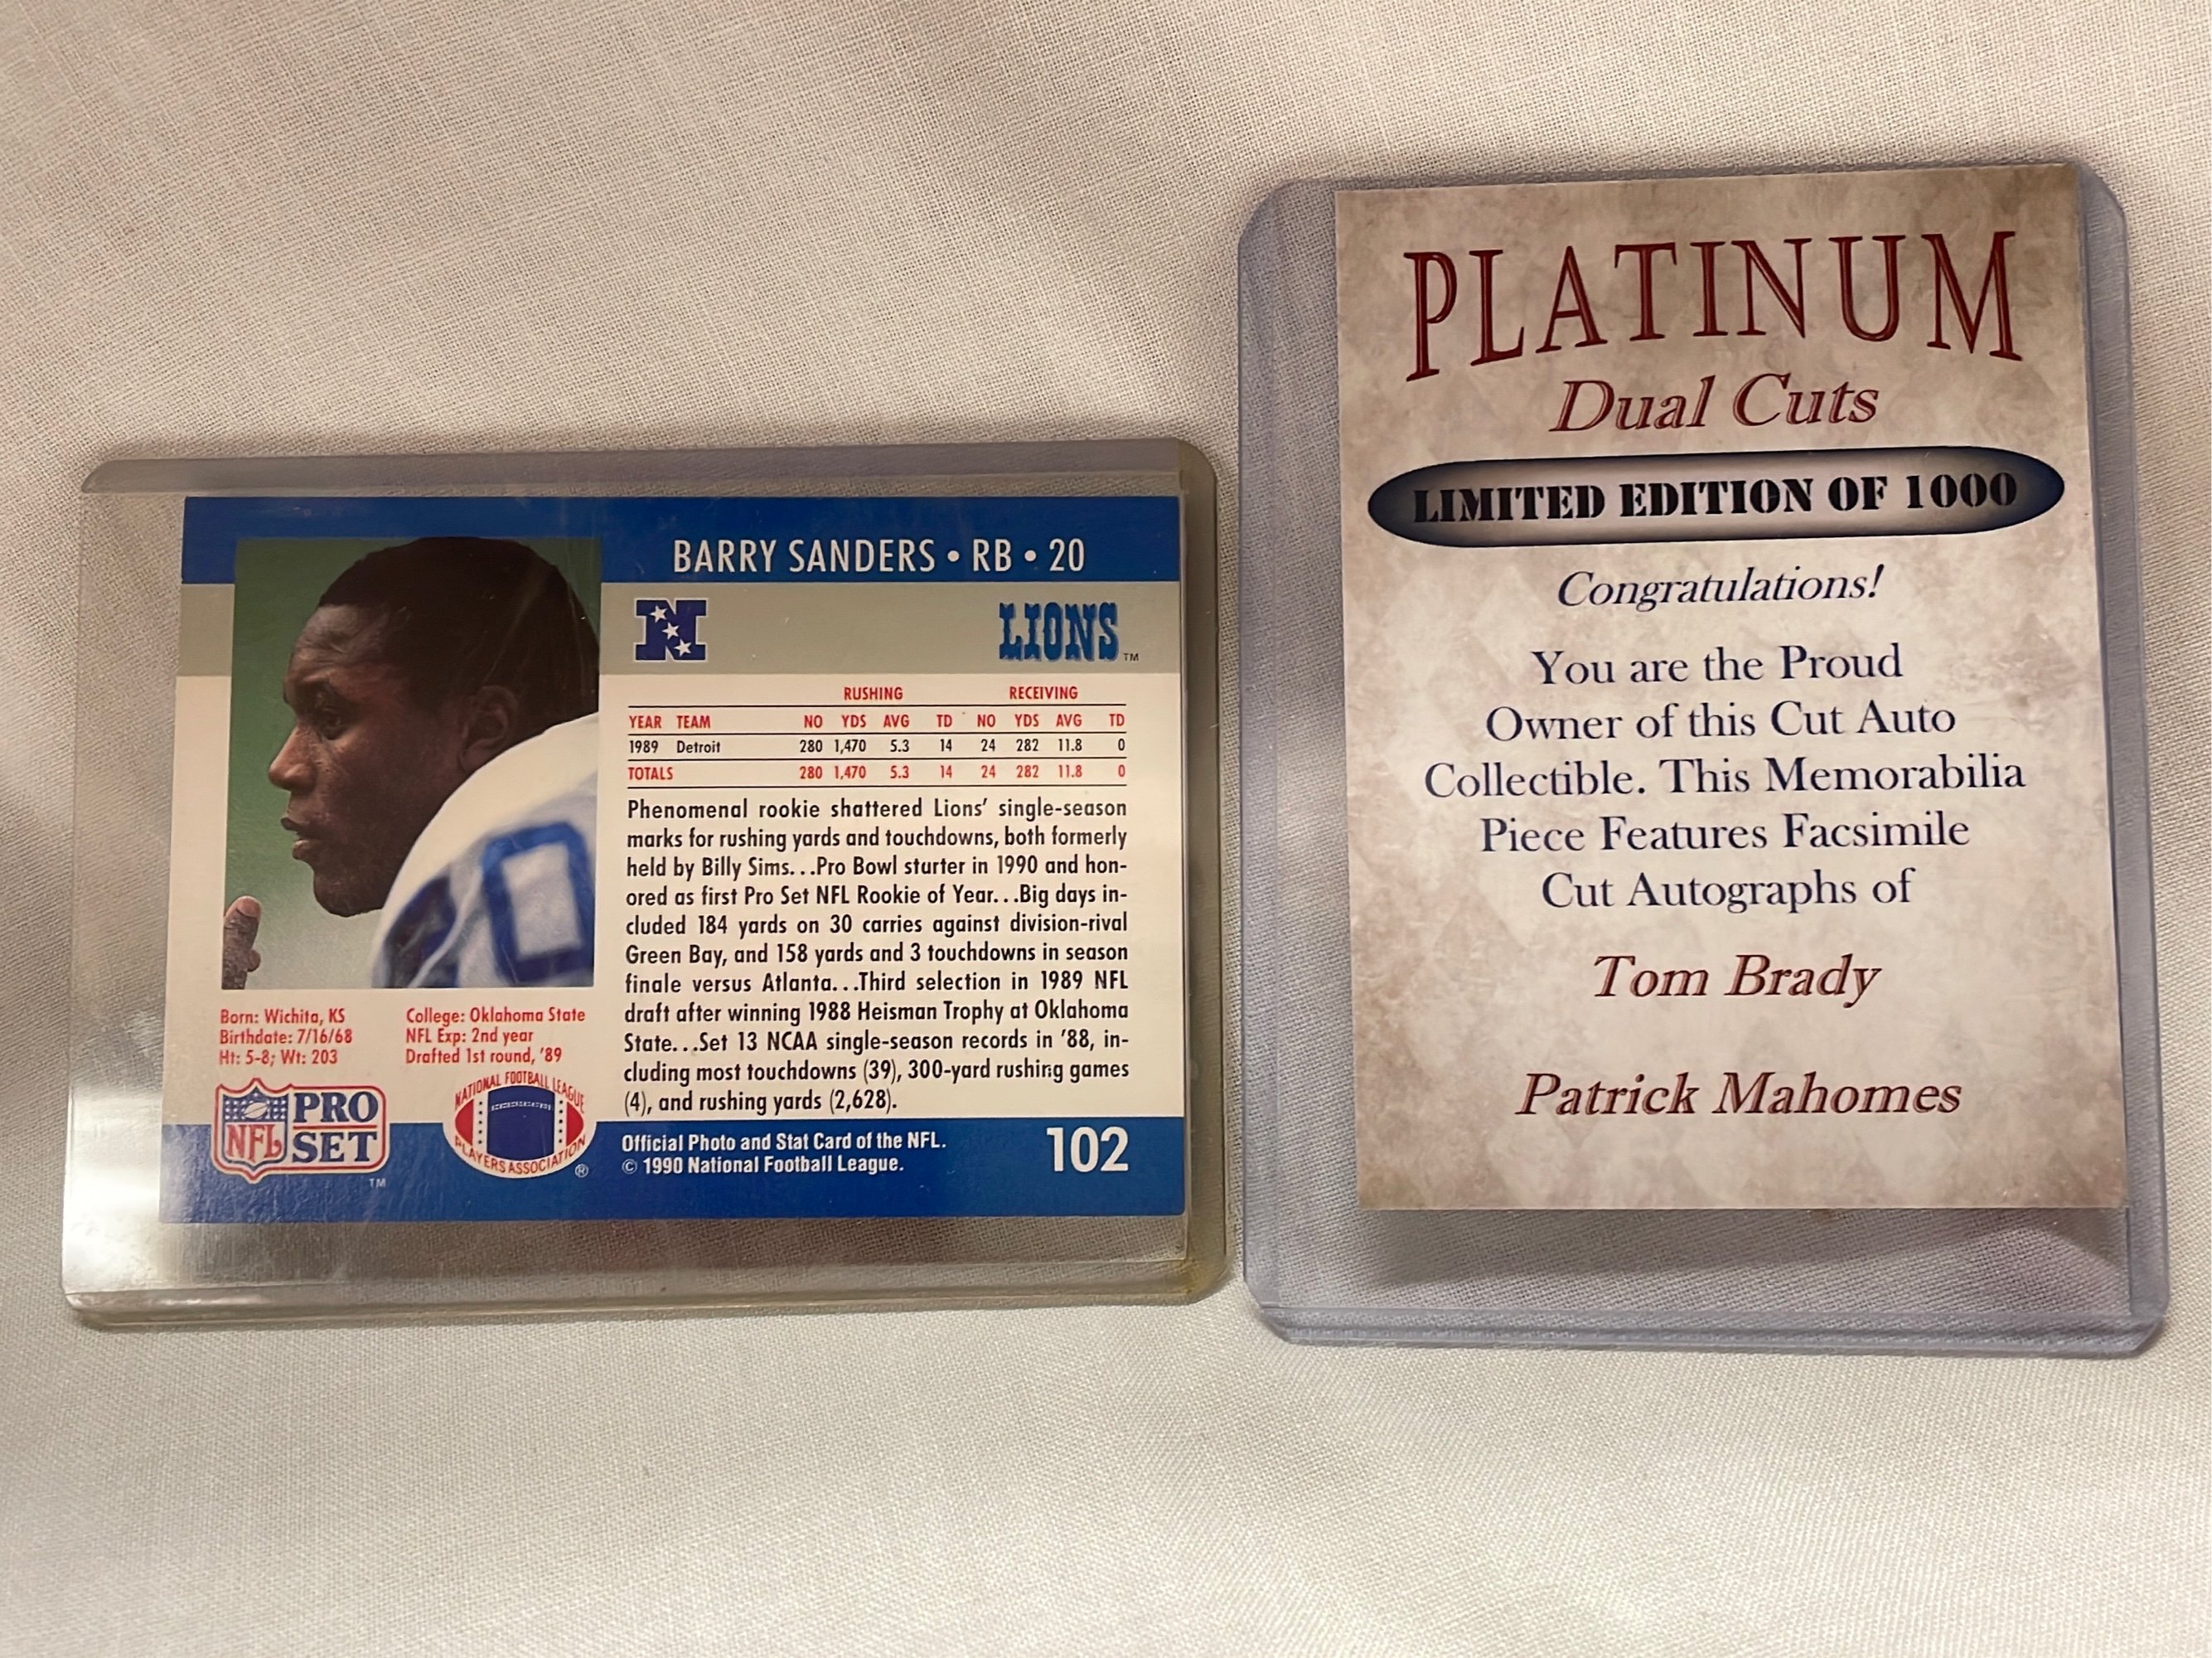 BARRY SANDERS • RB • 20
LIONS™
RUSHING RECEIVING
YEAR TEAM NO YDS AVG TD NO YDS AVG TD
1989 Detroit 280 1,470 5.3 14 24 282 11.8 0
TOTALS 280 1,470 5.3 14 24 282 11.8 0
Phenomenal rookie shattered Lions' single-season
marks for rushing yards and touchdowns, both formerly
held by Billy Sims...Pro Bowl starter in 1990 and hon-
ored as first Pro Set NFL Rookie of Year...Big days in-
cluded 184 yards on 30 carries against division-rival
Green Bay, and 158 yards and 3 touchdowns in season
finale versus Atlanta...Third selection in 1989 NFL
draft after winning 1988 Heisman Trophy at Oklahoma
State...Set 13 NCAA single-season records in '88, in-
cluding most touchdowns (39), 300-yard rushing games
(4), and rushing yards (2,628).
Born: Wichita, KS
Birthdate: 7/16/68
Ht: 5-8; Wt: 203
College: Oklahoma State
NFL Exp: 2nd year
Drafted 1st round, '89
NFL PRO SET™
NATIONAL FOOTBALL LEAGUE
PLAYERS ASSOCIATION®
Official Photo and Stat Card of the NFL.
© 1990 National Football League.
102
PLATINUM
Dual Cuts
LIMITED EDITION OF 1000
Congratulations!
You are the Proud
Owner of this Cut Auto
Collectible. This Memorabilia
Piece Features Facsimile
Cut Autographs of
Tom Brady
Patrick Mahomes